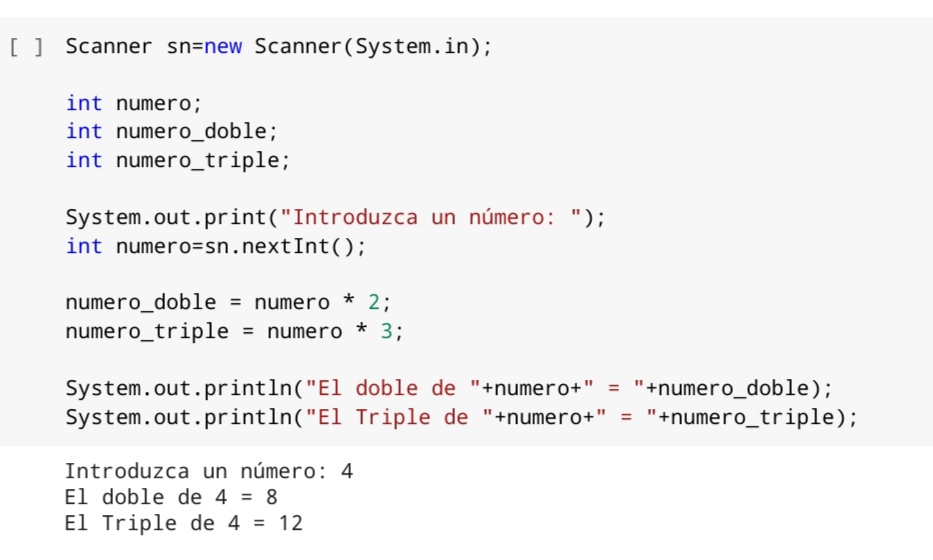 [ ] Scanner sn=new Scanner(System.in);
int numero;
int numero_doble;
int numero_triple;
System.out.print("Introduzca un número: ");
int numero=sn.nextInt();
numero_doble = numero * 2;
numero_triple = numero * 3;
System.out.println("El doble de "+numero+" = "+numero_doble);
System.out.println("El Triple de "+numero+" = "+numero_triple);
Introduzca un número: 4
El doble de 4 = 8
El Triple de 4 = 12